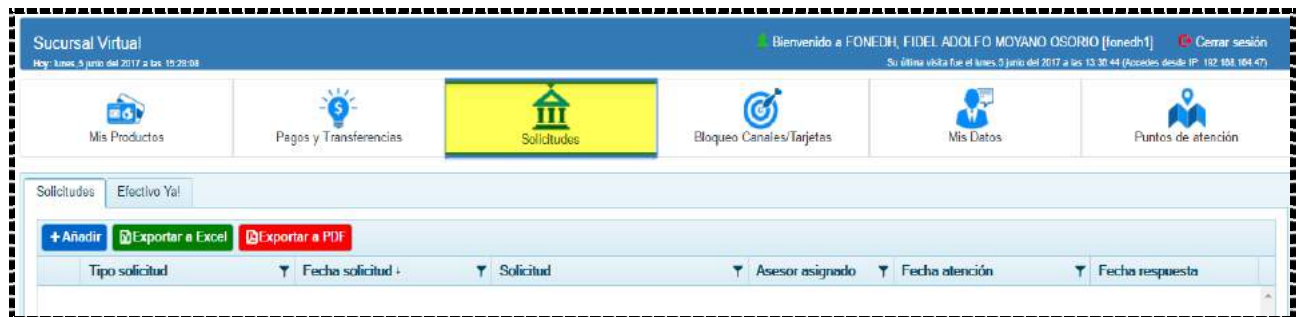 Sucursal Virtual
Bienvenido a FONEDH, FIDEL ADOLFO MOYANO OSORIO [fonedh1] Cerrar sesión
Hoy: lunes, 5 junio del 2017 a las 15:28:08
Su última visita fue el lunes, 5 junio del 2017 a las 13:30:44 (Accedes desde IP: 192.168.104.47)
Mis Productos Pagos y Transferencias Solicitudes Bloqueo Canales/Tarjetas Mis Datos Puntos de atención
Solicitudes Efectivo Ya!
+ Añadir Exportar a Excel Exportar a PDF
Tipo solicitud Fecha solicitud ↓ Solicitud Asesor asignado Fecha atención Fecha respuesta